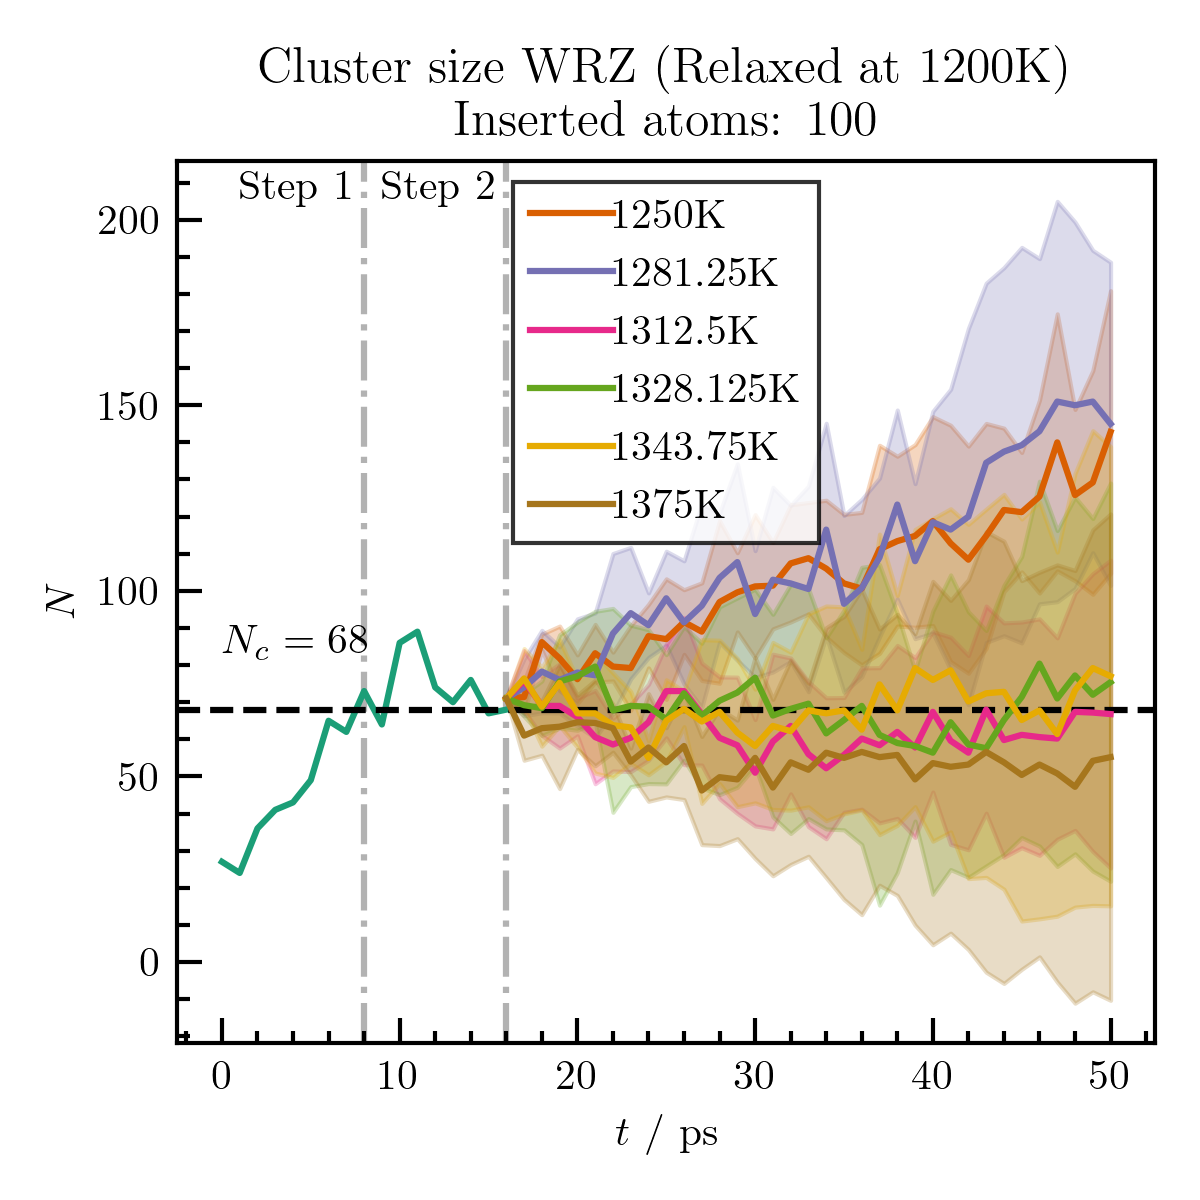 Cluster size WRZ (Relaxed at 1200K)
Inserted atoms: 100
Step 1
Step 2
1250K
1281.25K
1312.5K
1328.125K
1343.75K
1375K
N_c = 68
N
200
150
100
50
0
0 10 20 30 40 50
t / ps